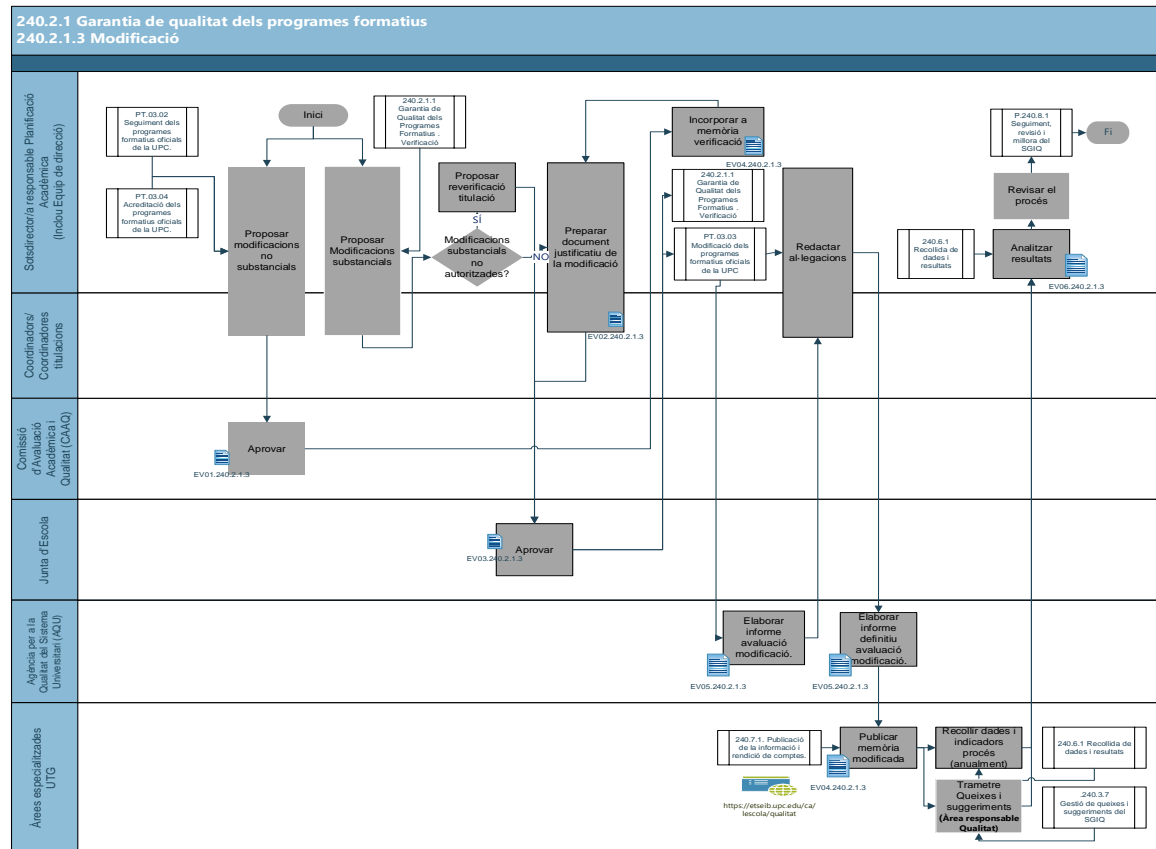 240.2.1 Garantia de qualitat dels programes formatius
240.2.1.3 Modificació
Sotsdirector/a responsable Planificació
Acadèmica
(Inclou Equip de direcció)
PT.03.02
Seguiment dels
programes
formatius oficials
de la UPC.
PT.03.04
Acreditació dels
programes
formatius oficials
de la UPC.
Inici
240.2.1.1
Garantia de
Qualitat dels
Programes
Formatius .
Verificació
Proposar
modificacions
no
substancials
Proposar
Modificacions
substancials
Proposar
reverificació
titulació
SÍ
Modificacions
substancials
no
autoritzades?
NO
Preparar
document
justificatiu de
la modificació
EV02.240.2.1.3
Incorporar a
memòria
verificació
EV04.240.2.1.3
240.2.1.1
Garantia de
Qualitat dels
Programes
Formatius .
Verificació
PT.03.03
Modificació dels
programes
formatius oficials
de la UPC
Redactar
al·legacions
P.240.8.1
Seguiment,
revisió i
millora del
SGIQ
Fi
Revisar el
procés
240.6.1
Recollida de
dades i
resultats
Analitzar
resultats
EV06.240.2.1.3
Coordinadors/
Coordinadores
titulacions
Comissió
d'Avaluació
Acadèmica i
Qualitat (CAAQ)
Aprovar
EV01.240.2.1.3
Junta d'Escola
Aprovar
EV03.240.2.1.3
Agència per a la
Qualitat del Sistema
Universitari (AQU)
Elaborar
informe
avaluació
modificació.
EV05.240.2.1.3
Elaborar
informe
definitiu
avaluació
modificació.
EV05.240.2.1.3
Àrees especialitzades
UTG
240.7.1. Publicació
de la informació i
rendició de comptes.
https://etseib.upc.edu/ca/
lescola/qualitat
Publicar
memòria
modificada
EV04.240.2.1.3
Recollir dades i
indicadors
procés
(anualment)
Trametre
Queixes i
suggeriments
(Àrea responsable
Qualitat)
240.6.1 Recollida de
dades i resultats
.240.3.7
Gestió de queixes i
suggeriments del
SGIQ